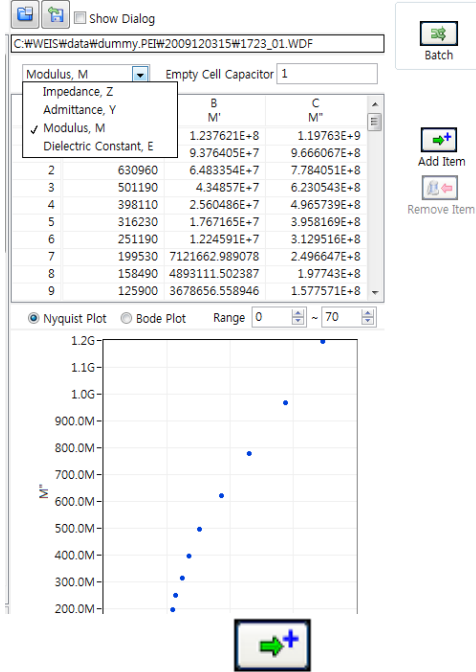 Show Dialog
C:₩WEIS₩data₩dummy.PEI₩2009120315₩1723_01.WDF
Batch
Modulus, M Empty Cell Capacitor 1
Impedance, Z
Admittance, Y
✓ Modulus, M
Dielectric Constant, E
B C
M' M"
1.237621E+8 1.19763E+9
9.376405E+7 9.666067E+8
2 630960 6.483354E+7 7.784051E+8
3 501190 4.34857E+7 6.230543E+8
4 398110 2.560486E+7 4.965739E+8
5 316230 1.767165E+7 3.958169E+8
6 251190 1.224591E+7 3.129516E+8
7 199530 7121662.989078 2.496647E+8
8 158490 4893111.502387 1.97743E+8
9 125900 3678656.558946 1.577571E+8
Add Item
Remove Item
Nyquist Plot Bode Plot Range 0 ~ 70
1.2G
1.1G
1.0G
900.0M
800.0M
700.0M
600.0M
500.0M
400.0M
300.0M
200.0M
M"